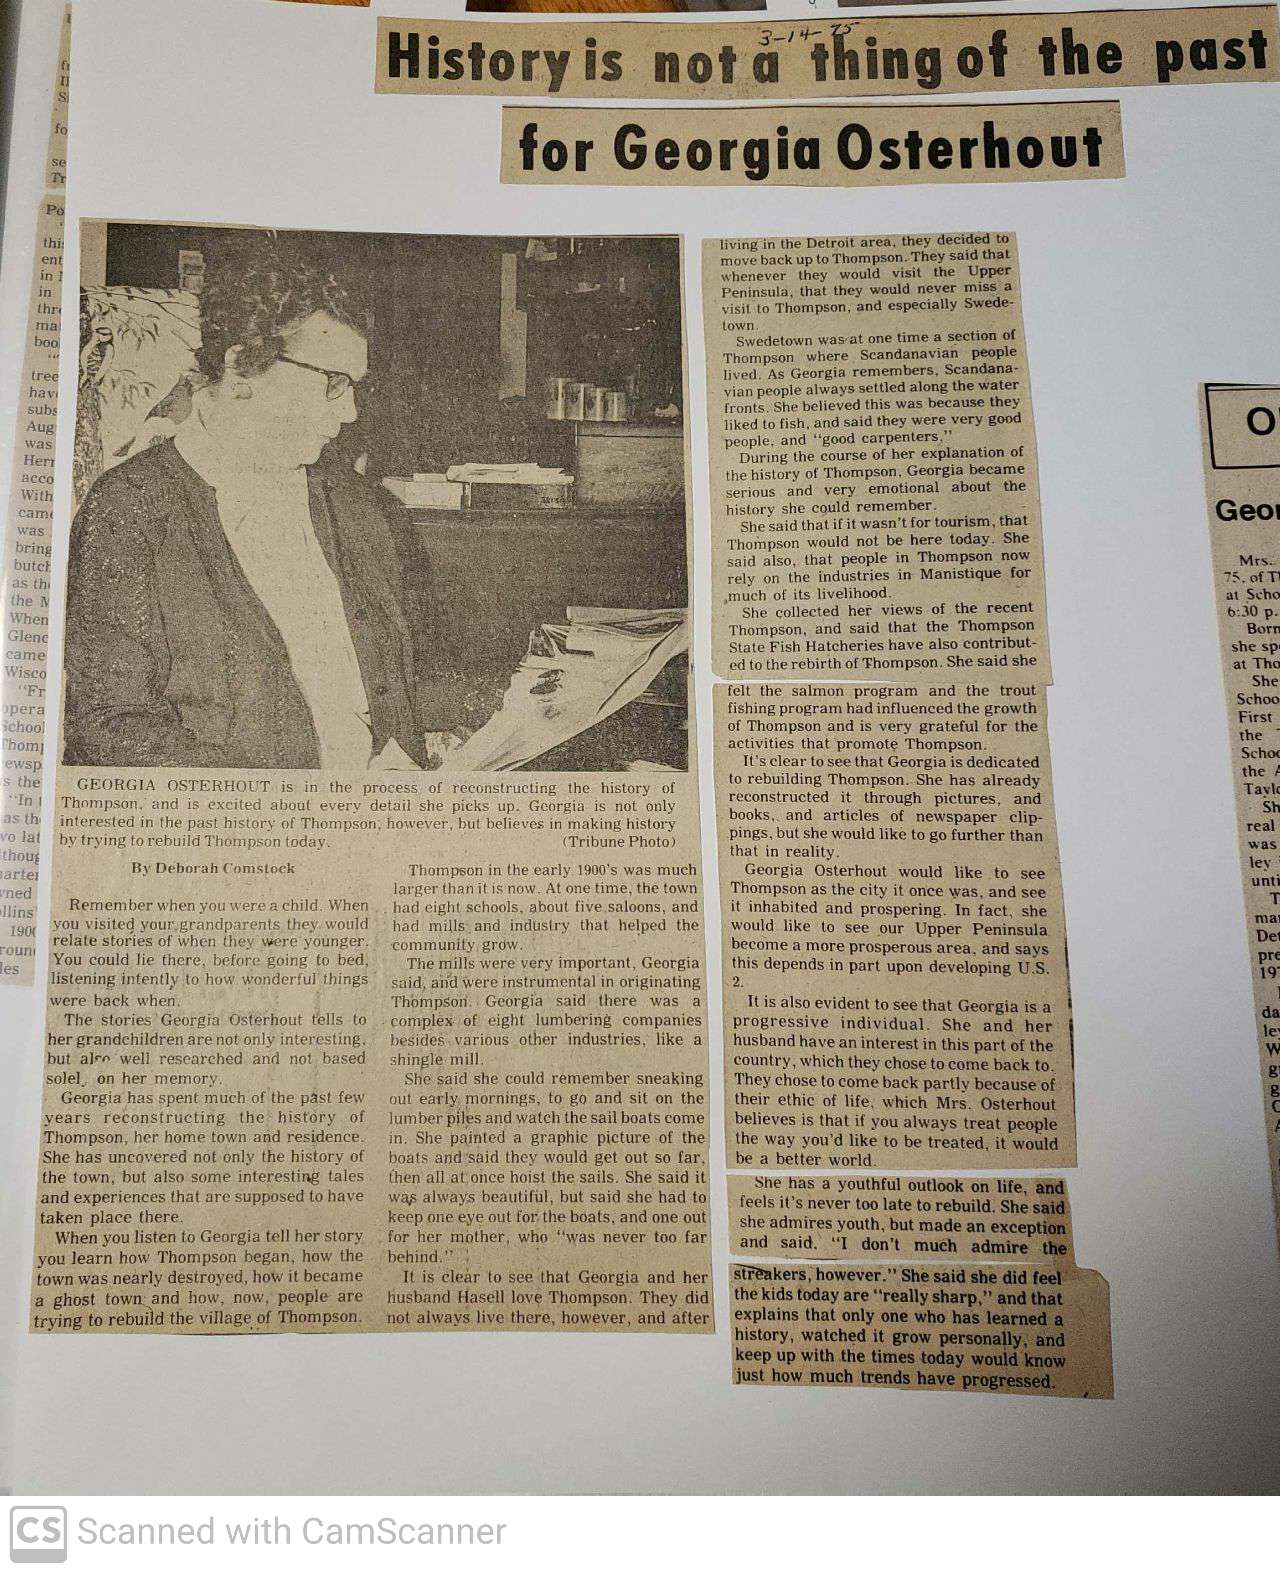 3-14-75
History is not a thing of the past
for Georgia Osterhout
GEORGIA OSTERHOUT is in the process of reconstructing the history of
Thompson, and is excited about every detail she picks up. Georgia is not only
interested in the past history of Thompson, however, but believes in making history
by trying to rebuild Thompson today. (Tribune Photo)
By Deborah Comstock
Remember when you were a child. When
you visited your grandparents they would
relate stories of when they were younger.
You could lie there, before going to bed,
listening intently to how wonderful things
were back when.
The stories Georgia Osterhout tells to
her grandchildren are not only interesting,
but also well researched and not based
solel, on her memory.
Georgia has spent much of the past few
years reconstructing the history of
Thompson, her home town and residence.
She has uncovered not only the history of
the town, but also some interesting tales
and experiences that are supposed to have
taken place there.
When you listen to Georgia tell her story
you learn how Thompson began, how the
town was nearly destroyed, how it became
a ghost town and how, now, people are
trying to rebuild the village of Thompson.
Thompson in the early 1900's was much
larger than it is now. At one time, the town
had eight schools, about five saloons, and
had mills and industry that helped the
community grow.
The mills were very important, Georgia
said, and were instrumental in originating
Thompson. Georgia said there was a
complex of eight lumbering companies
besides various other industries, like a
shingle mill.
She said she could remember sneaking
out early mornings, to go and sit on the
lumber piles and watch the sail boats come
in. She painted a graphic picture of the
boats and said they would get out so far,
then all at once hoist the sails. She said it
was always beautiful, but said she had to
keep one eye out for the boats, and one out
for her mother, who "was never too far
behind."
It is clear to see that Georgia and her
husband Hasell love Thompson. They did
not always live there, however, and after
living in the Detroit area, they decided to
move back up to Thompson. They said that
whenever they would visit the Upper
Peninsula, that they would never miss a
visit to Thompson, and especially Swede-
town.
Swedetown was at one time a section of
Thompson where Scandanavian people
lived. As Georgia remembers, Scandana-
vian people always settled along the water
fronts. She believed this was because they
liked to fish, and said they were very good
people, and "good carpenters."
During the course of her explanation of
the history of Thompson, Georgia became
serious and very emotional about the
history she could remember.
She said that if it wasn't for tourism, that
Thompson would not be here today. She
said also, that people in Thompson now
rely on the industries in Manistique for
much of its livelihood.
She collected her views of the recent
Thompson, and said that the Thompson
State Fish Hatcheries have also contribut-
ed to the rebirth of Thompson. She said she
felt the salmon program and the trout
fishing program had influenced the growth
of Thompson and is very grateful for the
activities that promote Thompson.
It's clear to see that Georgia is dedicated
to rebuilding Thompson. She has already
reconstructed it through pictures, and
books, and articles of newspaper clip-
pings, but she would like to go further than
that in reality.
Georgia Osterhout would like to see
Thompson as the city it once was, and see
it inhabited and prospering. In fact, she
would like to see our Upper Peninsula
become a more prosperous area, and says
this depends in part upon developing U.S.
2.
It is also evident to see that Georgia is a
progressive individual. She and her
husband have an interest in this part of the
country, which they chose to come back to.
They chose to come back partly because of
their ethic of life, which Mrs. Osterhout
believes is that if you always treat people
the way you'd like to be treated, it would
be a better world.
She has a youthful outlook on life, and
feels it's never too late to rebuild. She said
she admires youth, but made an exception
and said, "I don't much admire the
streakers, however." She said she did feel
the kids today are "really sharp," and that
explains that only one who has learned a
history, watched it grow personally, and
keep up with the times today would know
just how much trends have progressed.
Geor
Mrs.
75, of T
at Scho
6:30 p.
Born
she sp
at Tho
She
Schoo
First
the
Schoo
the A
Taylo
Sh
real
was
ley
unti
CS Scanned with CamScanner